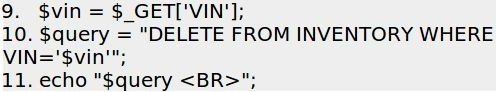 9.  $vin = $_GET['VIN'];
10. $query = "DELETE FROM INVENTORY WHERE
VIN='$vin'";
11. echo "$query <BR>";